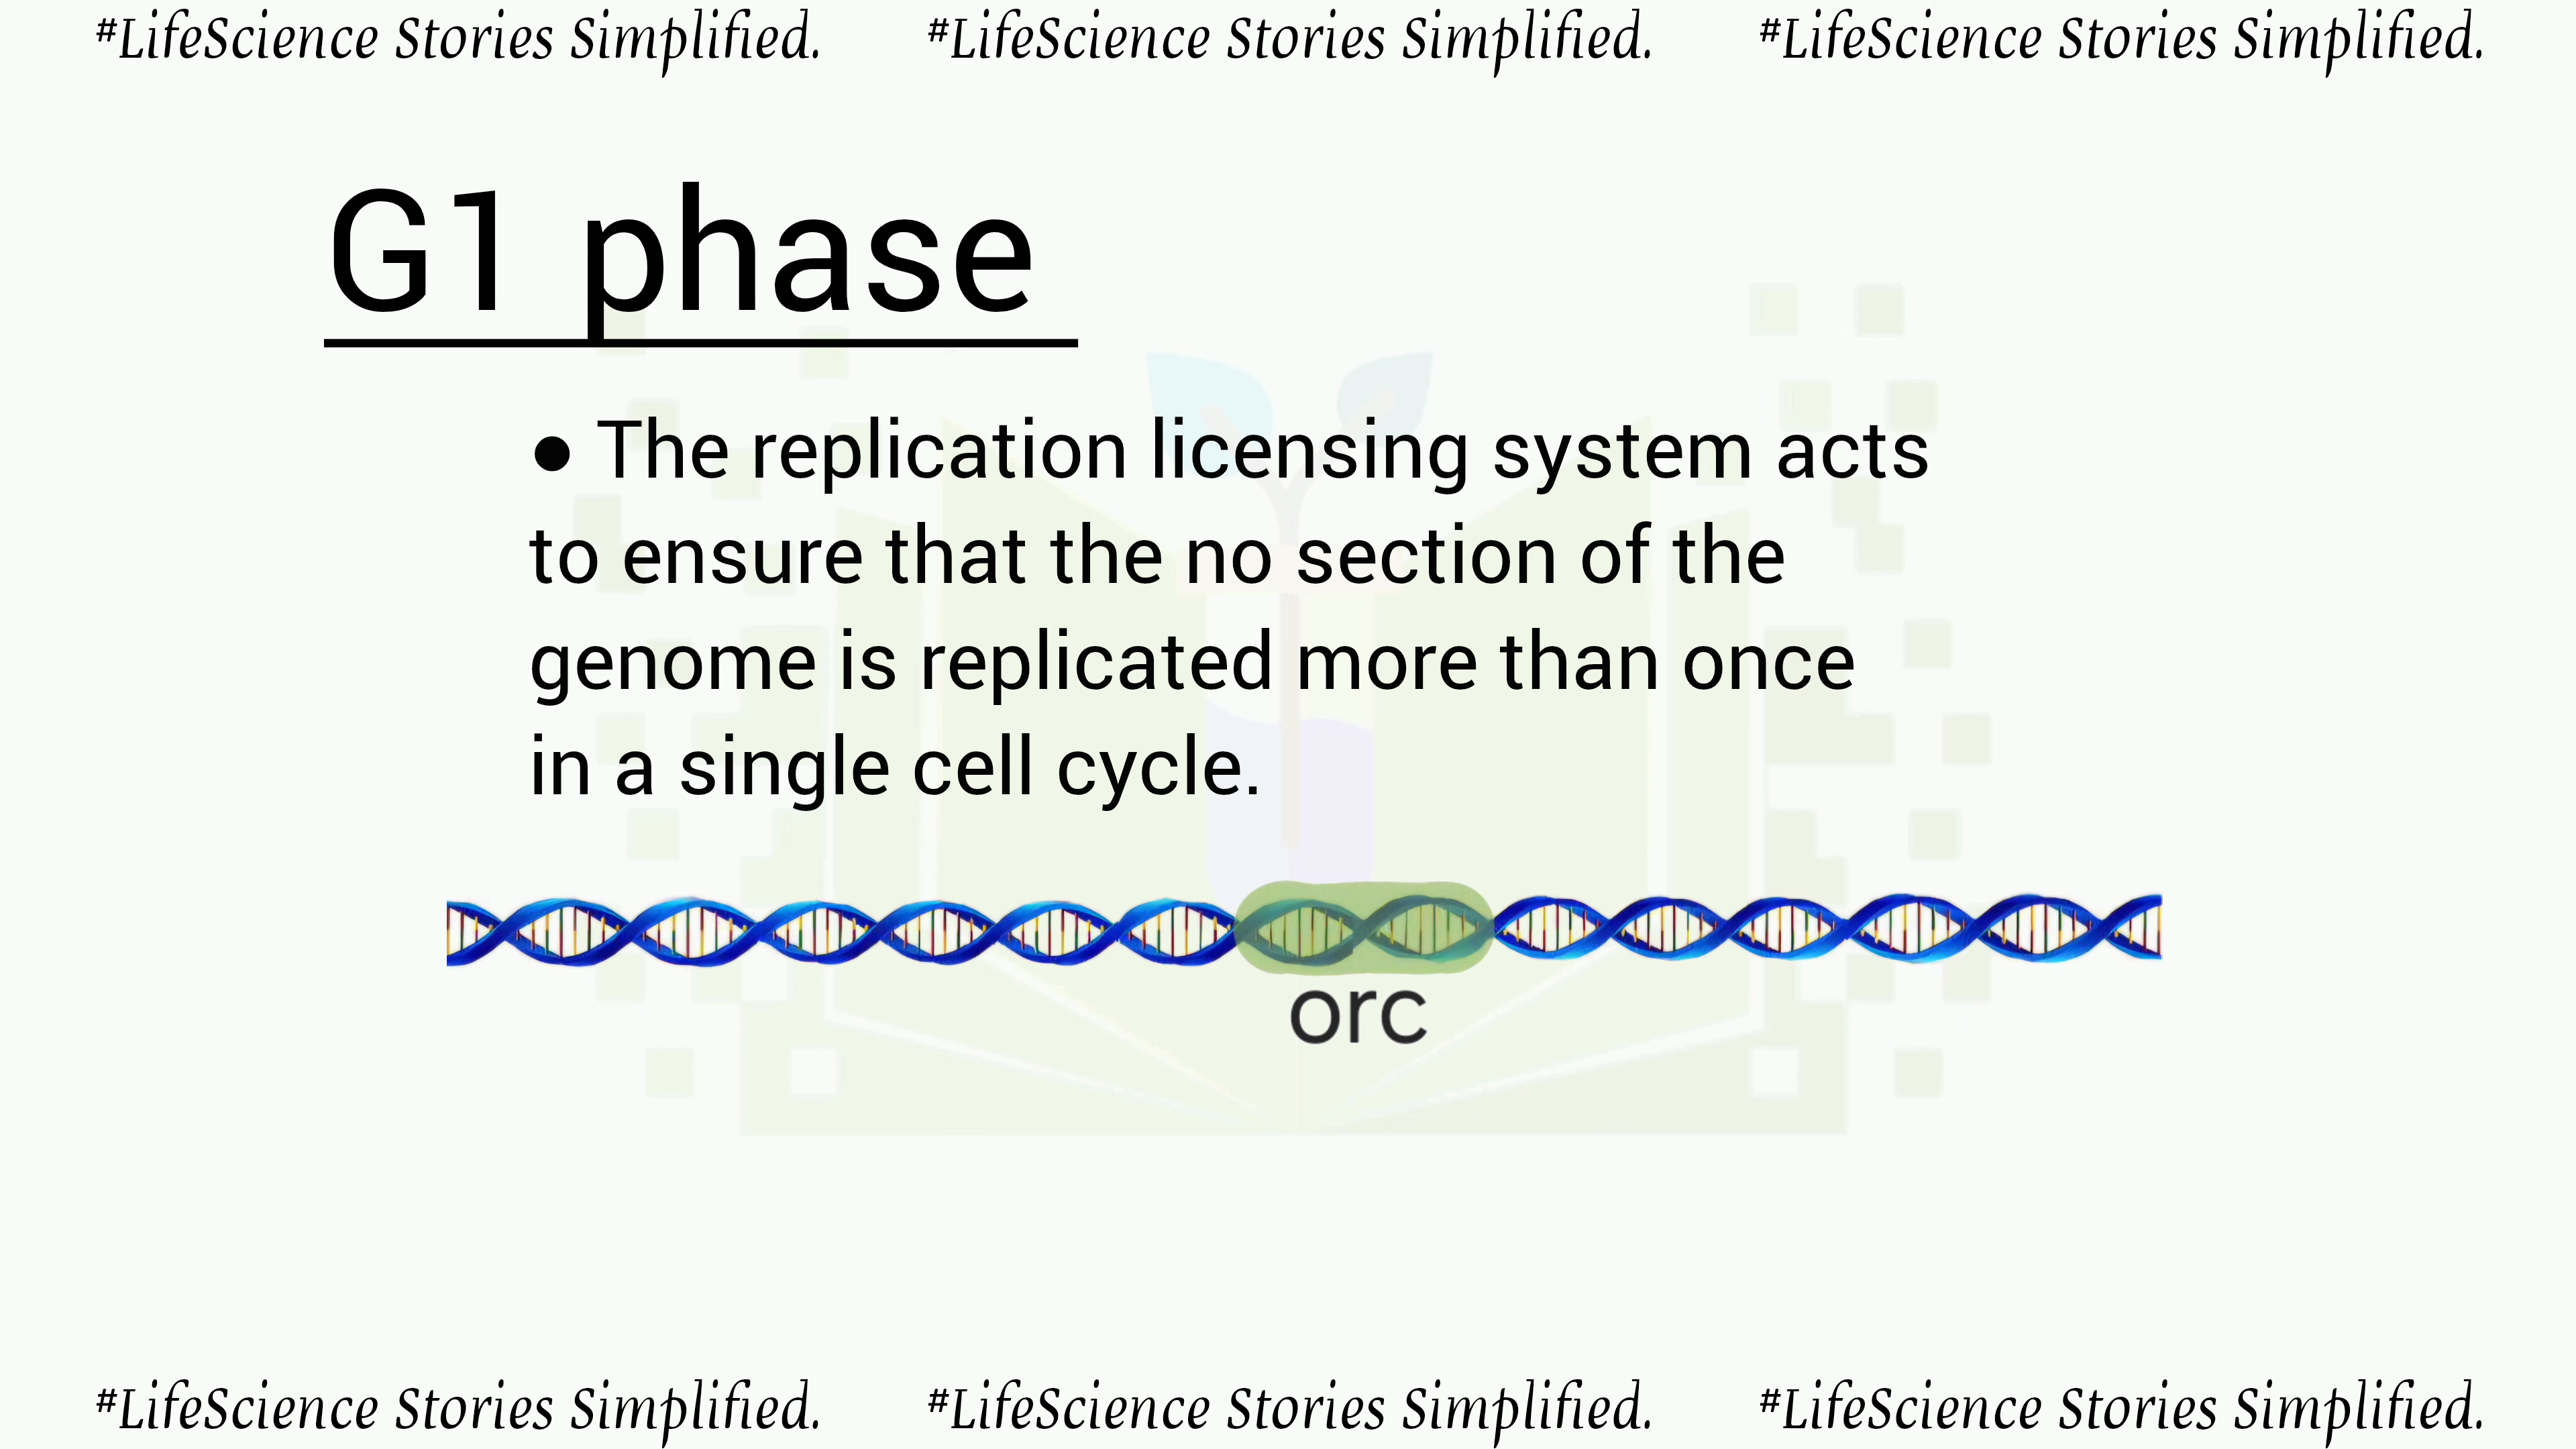 #LifeScience Stories Simplified. #LifeScience Stories Simplified. #LifeScience Stories Simplified.
G1 phase
● The replication licensing system acts
to ensure that the no section of the
genome is replicated more than once
in a single cell cycle.
orc
#LifeScience Stories Simplified. #LifeScience Stories Simplified. #LifeScience Stories Simplified.